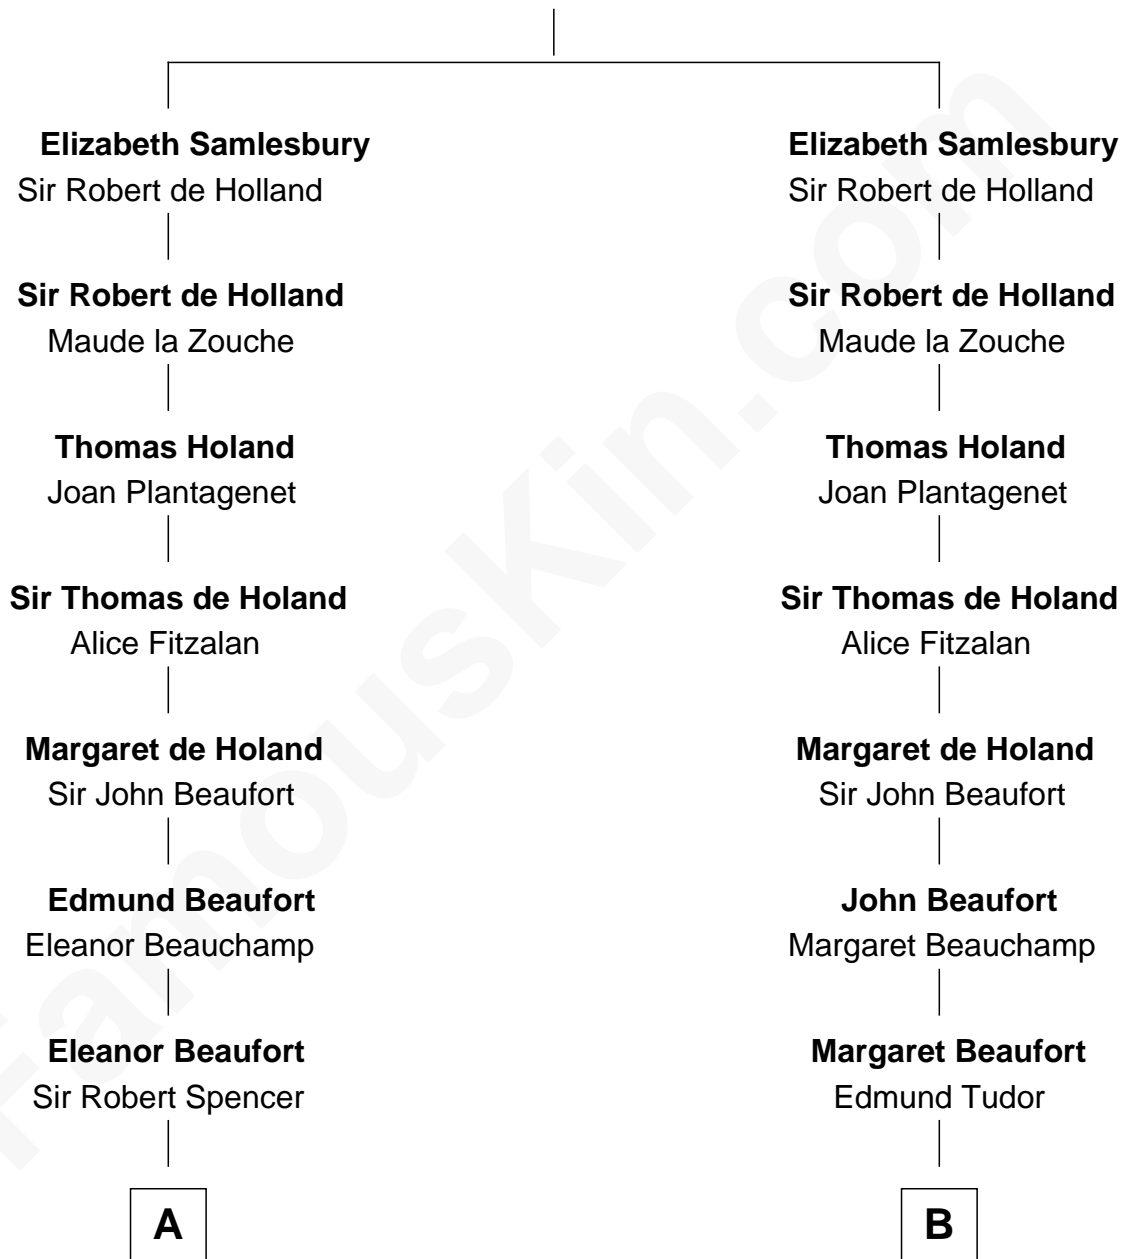 Elizabeth Samlesbury
Sir Robert de Holland
Sir Robert de Holland
Maude la Zouche
Thomas Holand
Joan Plantagenet
Sir Thomas de Holand
Alice Fitzalan
Margaret de Holand
Sir John Beaufort
Edmund Beaufort
Eleanor Beauchamp
Eleanor Beaufort
Sir Robert Spencer
A
Elizabeth Samlesbury
Sir Robert de Holland
Sir Robert de Holland
Maude la Zouche
Thomas Holand
Joan Plantagenet
Sir Thomas de Holand
Alice Fitzalan
Margaret de Holand
Sir John Beaufort
John Beaufort
Margaret Beauchamp
Margaret Beaufort
Edmund Tudor
B
FamousKin.com